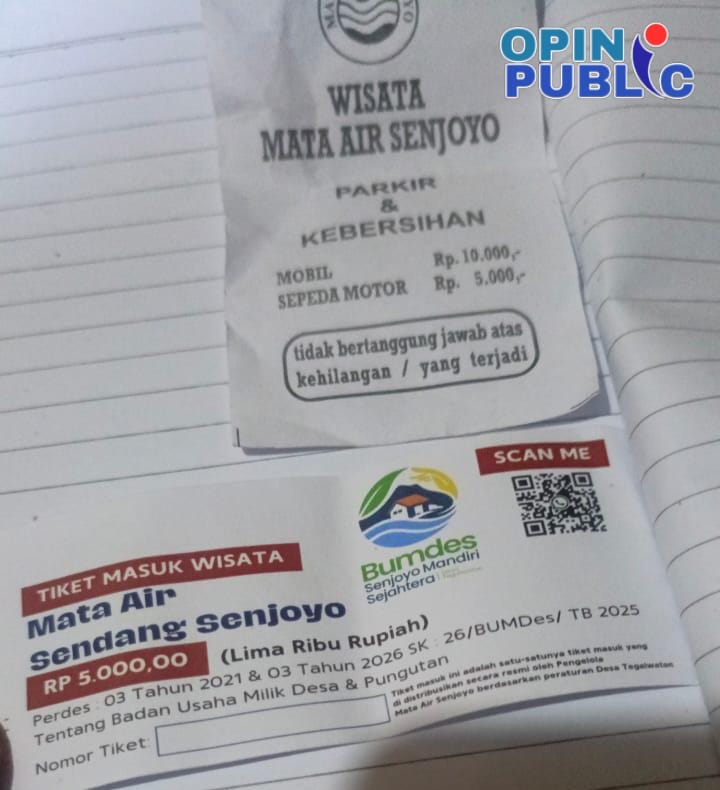 OPINI
PUBLIC
WISATA
MATA AIR SENJOYO
PARKIR
&
KEBERSIHAN
MOBIL Rp. 10.000,-
SEPEDA MOTOR Rp. 5.000,-
tidak bertanggung jawab atas
kehilangan / yang terjadi
SCAN ME
TIKET MASUK WISATA
Mata Air
Sendang Senjoyo
Bumdes
Senjoyo Mandiri
Sejahtera
RP 5.000,00 (Lima Ribu Rupiah)
Perdes : 03 Tahun 2021 & 03 Tahun 2026 SK : 26/BUMDes/ TB 2025
Tentang Badan Usaha Milik Desa & Pungutan
Nomor Tiket:
Tiket masuk ini adalah satu-satunya tiket masuk yang
di distribusikan secara resmi oleh Pengelola
Mata Air Senjoyo berdasarkan peraturan Desa Tegalwaton